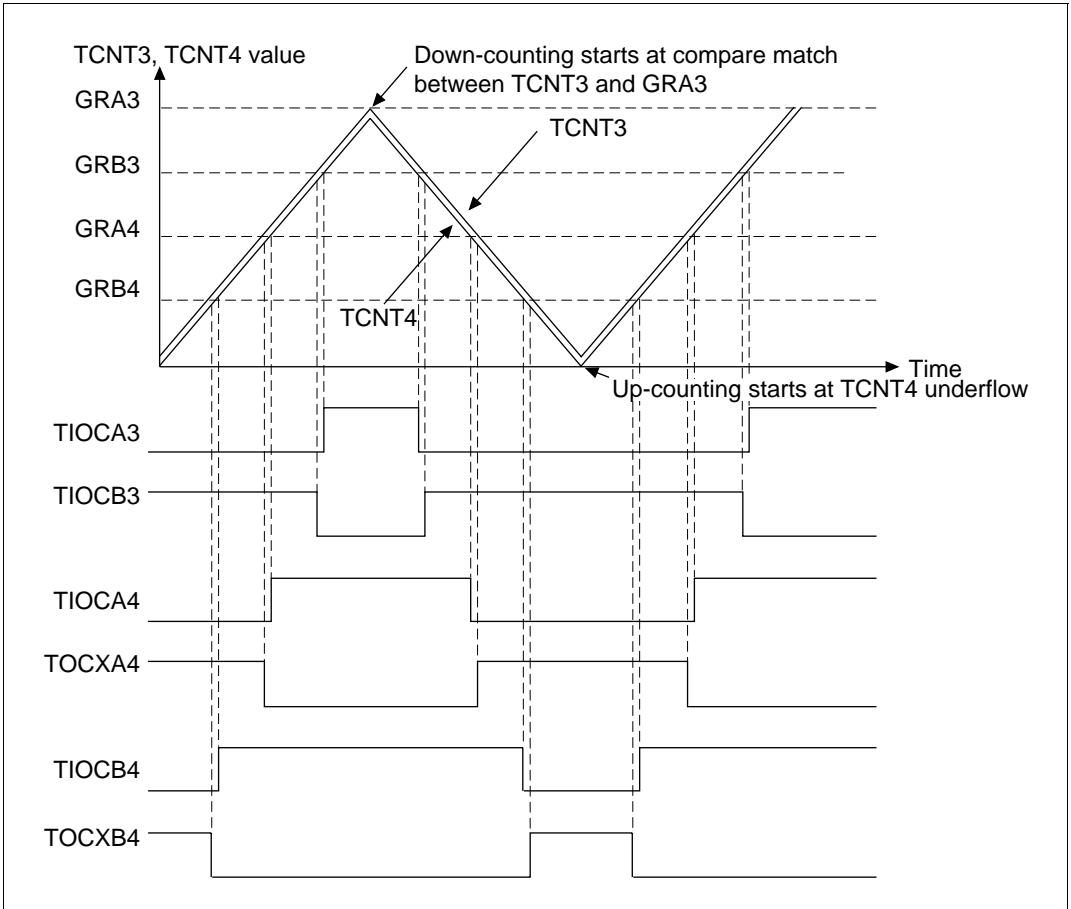 TCNT3, TCNT4 value
Down-counting starts at compare match
between TCNT3 and GRA3
GRA3
TCNT3
GRB3
GRA4
GRB4
TCNT4
Time
Up-counting starts at TCNT4 underflow
TIOCA3
TIOCB3
TIOCA4
TOCXA4
TIOCB4
TOCXB4